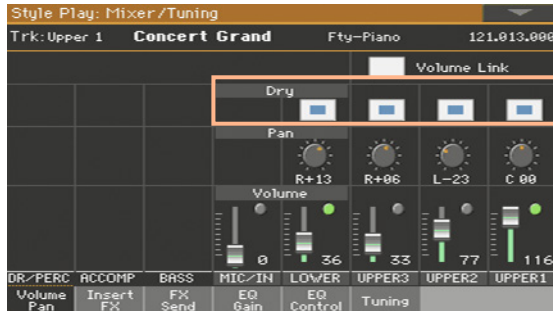 Style Play: Mixer/Tuning
Trk: Upper 1 Concert Grand Fty-Piano 121.013.000
Volume Link
Dry
Pan
R+13 R+06 L-23 C 00
Volume
0 36 33 77 116
DR/PERC ACCOMP BASS MIC/IN LOWER UPPER3 UPPER2 UPPER1
Volume Pan Insert FX FX Send EQ Gain EQ Control Tuning